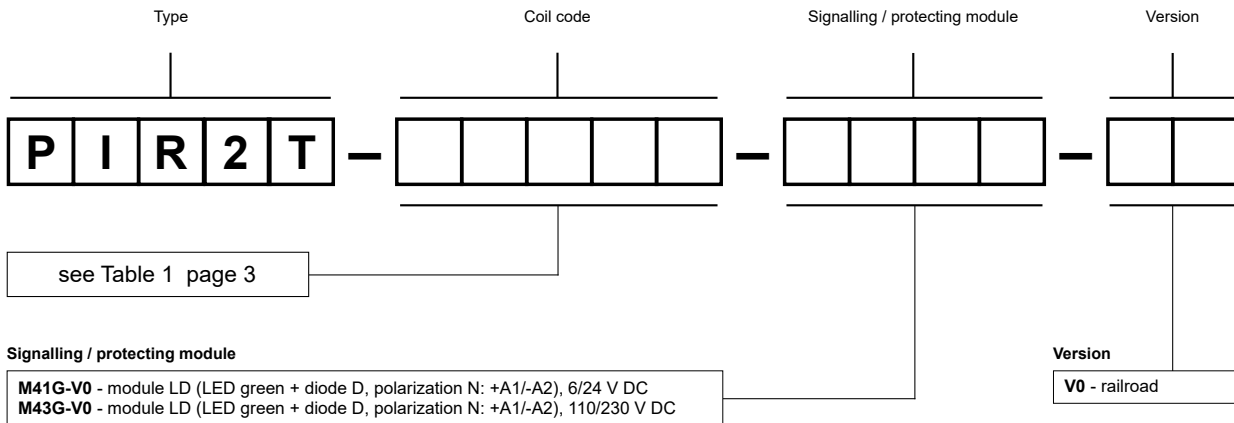 Type Coil code Signalling / protecting module Version
P I R 2 T – – –
see Table 1 page 3
Signalling / protecting module Version
M41G-V0 - module LD (LED green + diode D, polarization N: +A1/-A2), 6/24 V DC V0 - railroad
M43G-V0 - module LD (LED green + diode D, polarization N: +A1/-A2), 110/230 V DC